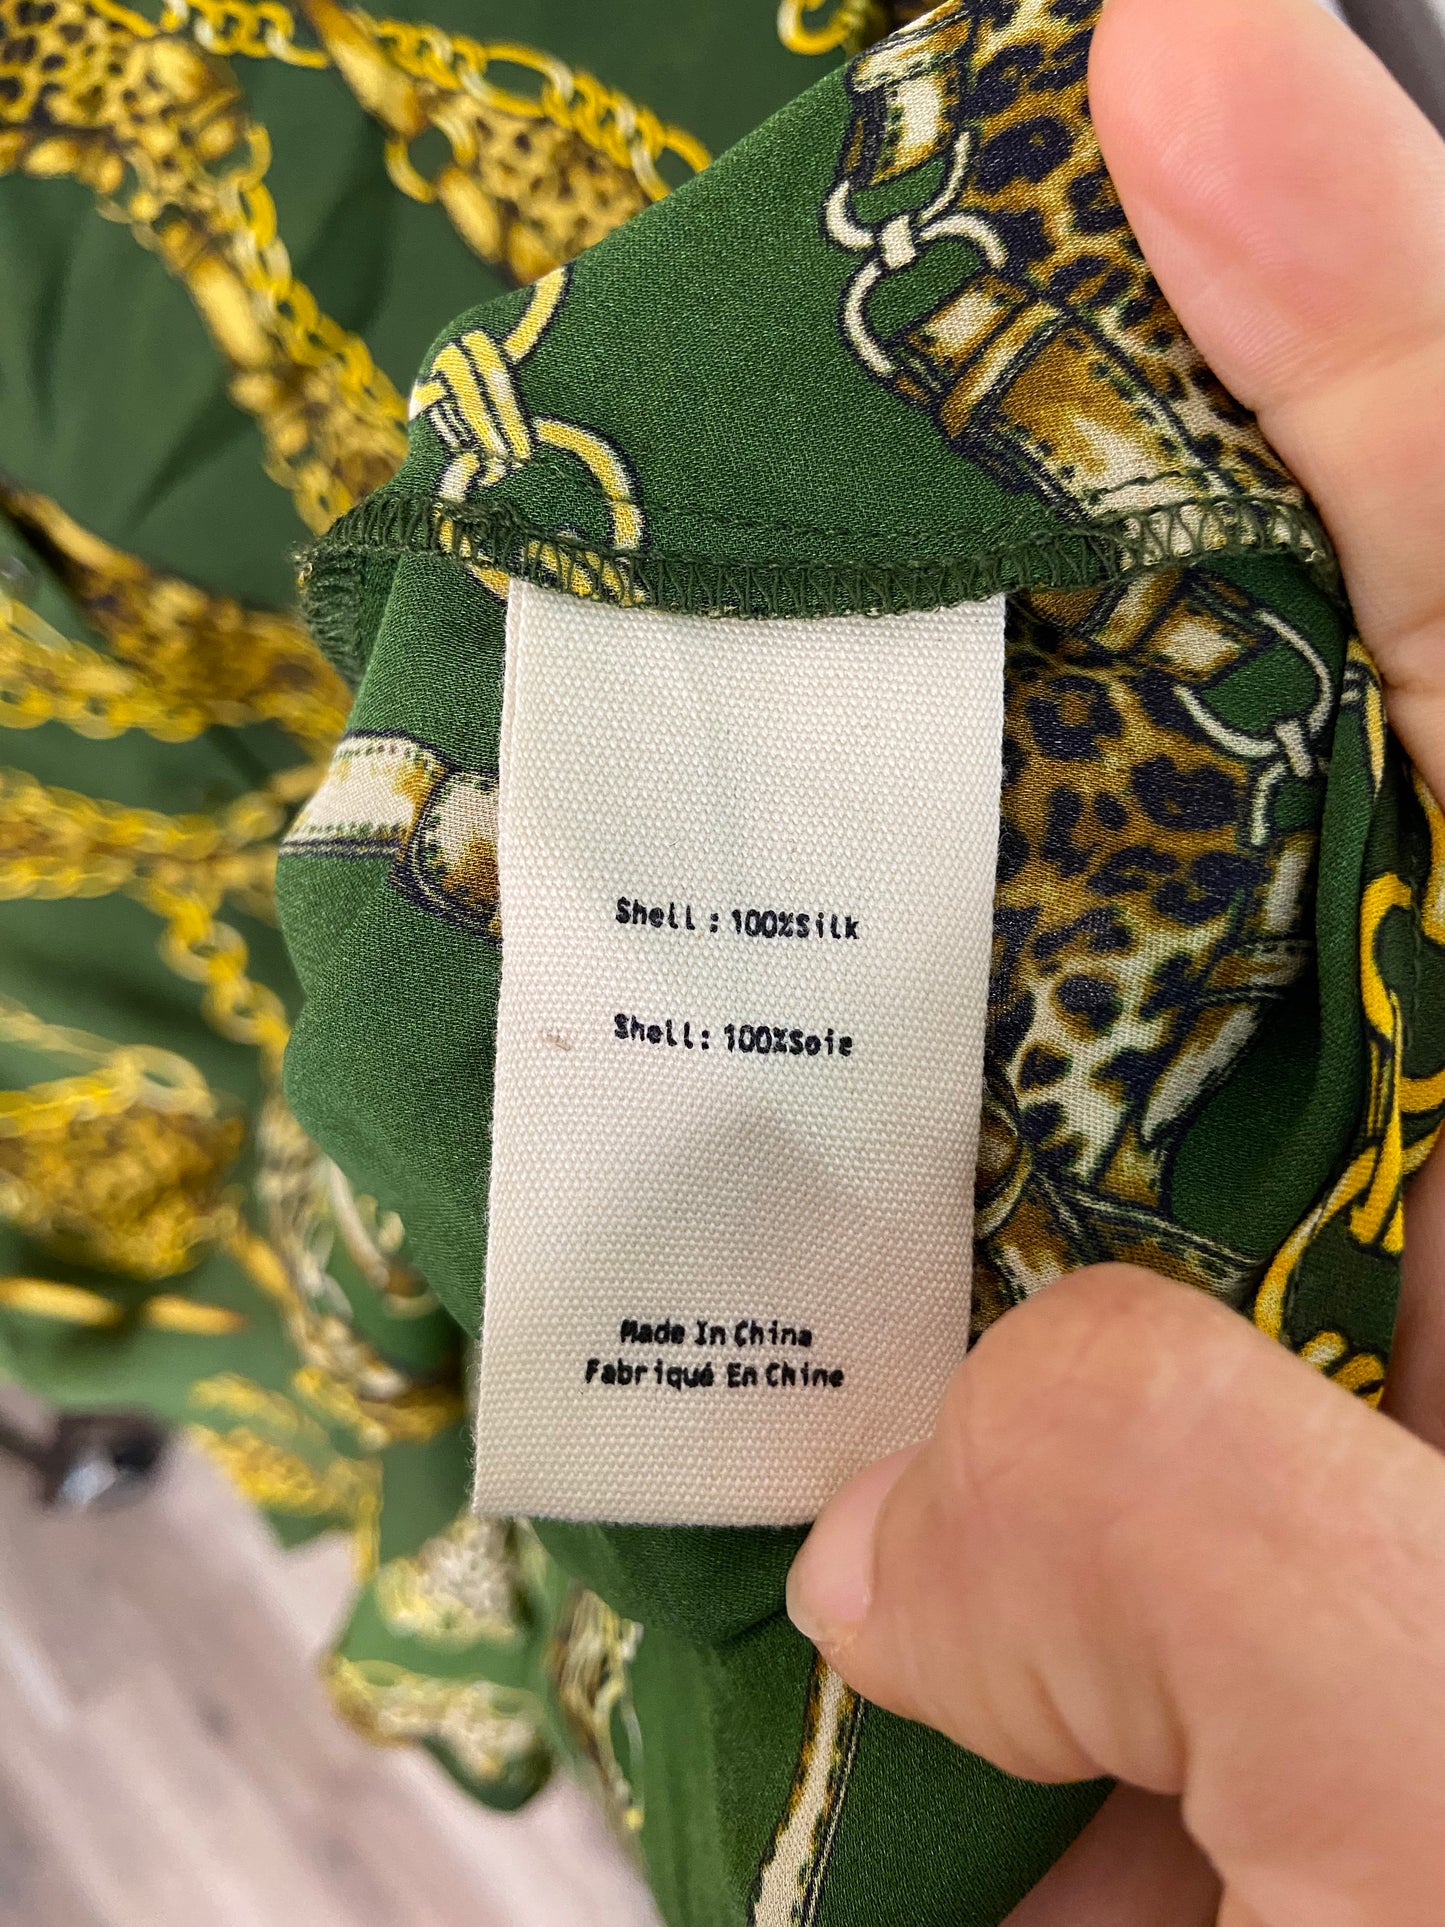 Shell: 100%Silk
Shell: 100%Soie
Made In China
Fabriqué En Chine